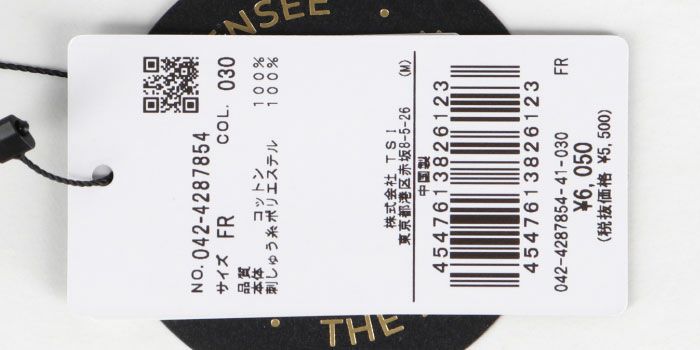 ENSEE
NO. 042-4287854
サイズ FR COL. 030
品質
本体 コットン 100%
刺しゅう糸ポリエステル 100%
株式会社 TSI
東京都港区赤坂8-5-26 (M)
中国製
4547613826123
4547613826123
FR
042-4287854-41-030
¥6,050
(税抜価格 ¥5,500)
THE